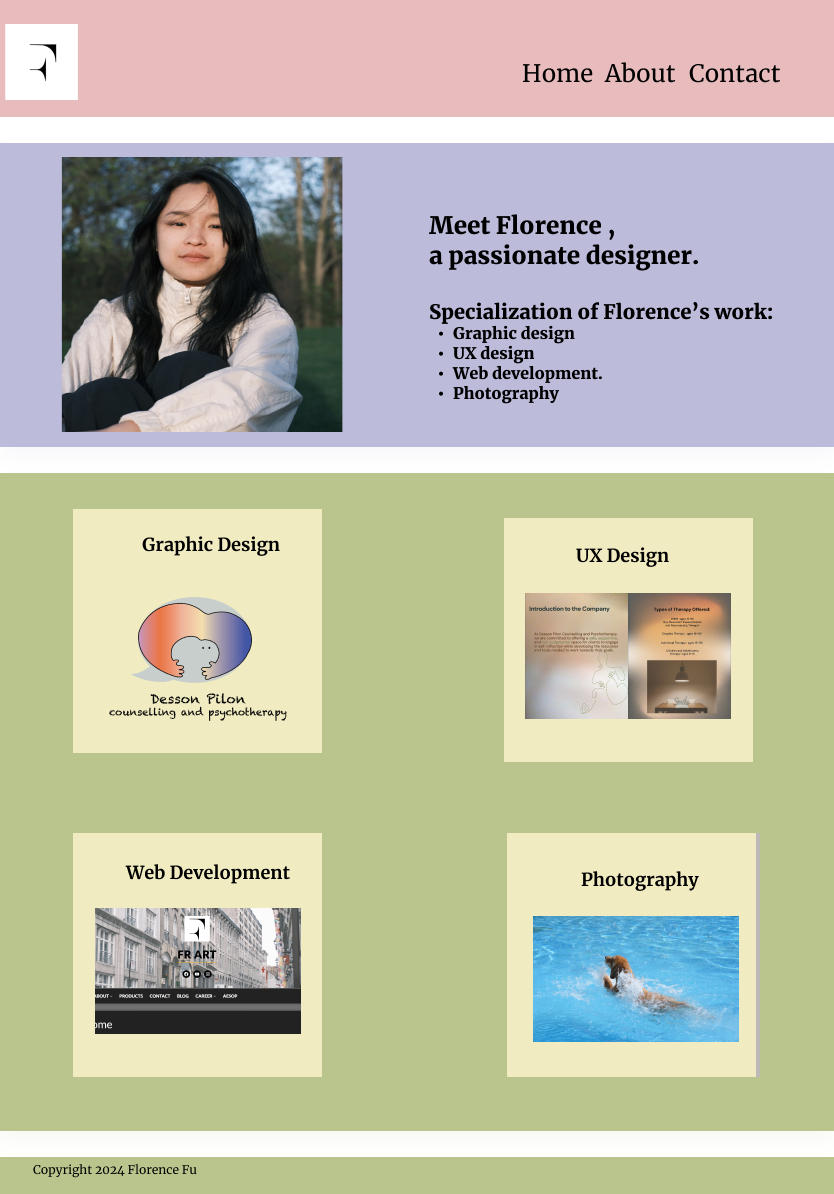 F
Home About Contact
Meet Florence ,
a passionate designer.
Specialization of Florence's work:
• Graphic design
• UX design
• Web development.
• Photography
Graphic Design
Desson Pilon
counselling and psychotherapy
UX Design
Introduction to the Company
Types of Therapy Offered:
Web Development
FR ART
ABOUT PRODUCTS CONTACT BLOG CAREER AESOP
ome
Photography
Copyright 2024 Florence Fu